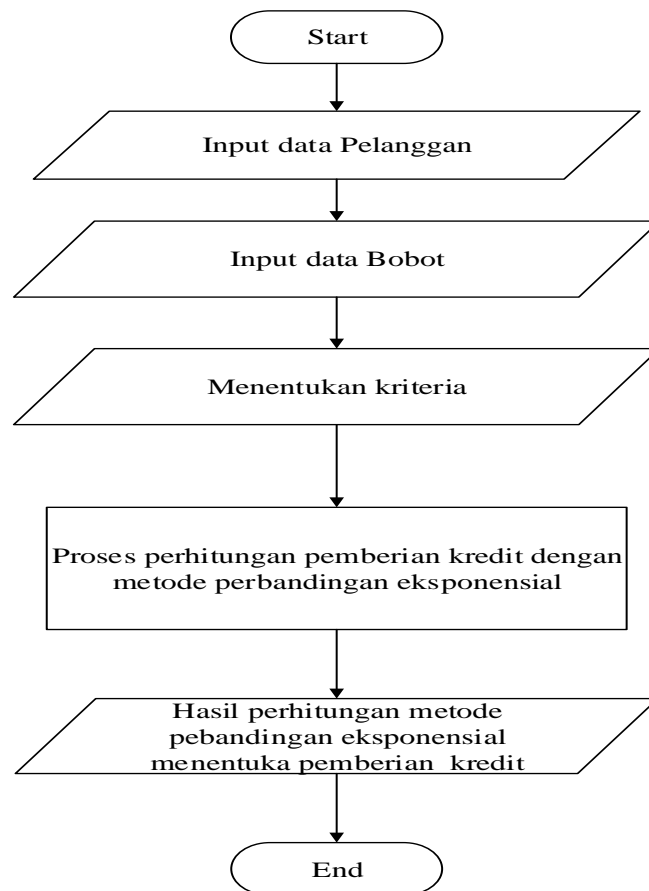 Start
Input data Pelanggan
Input data Bobot
Menentukan kriteria
Proses perhitungan pemberian kredit dengan
metode perbandingan eksponensial
Hasil perhitungan metode
pebandingan eksponensial
menentuka pemberian kredit
End